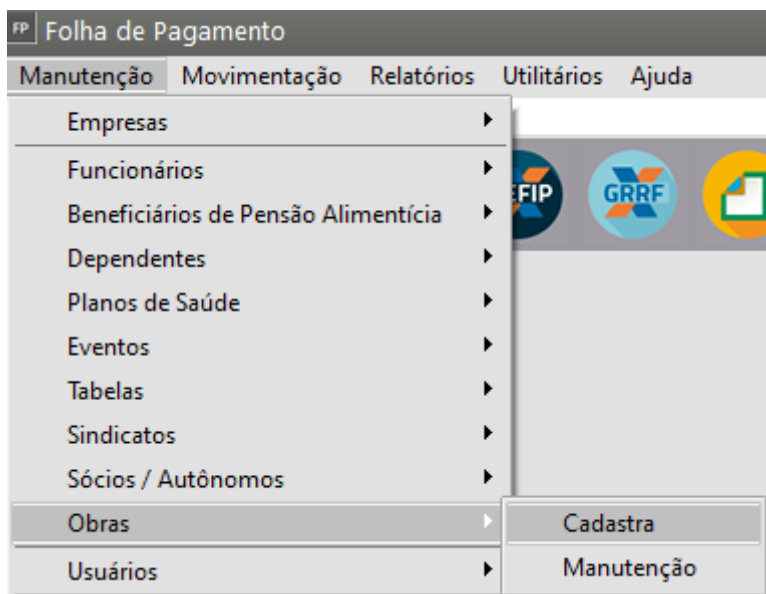 FP Folha de Pagamento
Manutenção Movimentação Relatórios Utilitários Ajuda
Empresas
Funcionários
EFIP GRRF
Beneficiários de Pensão Alimentícia
Dependentes
Planos de Saúde
Eventos
Tabelas
Sindicatos
Sócios / Autônomos
Obras Cadastra
Usuários Manutenção